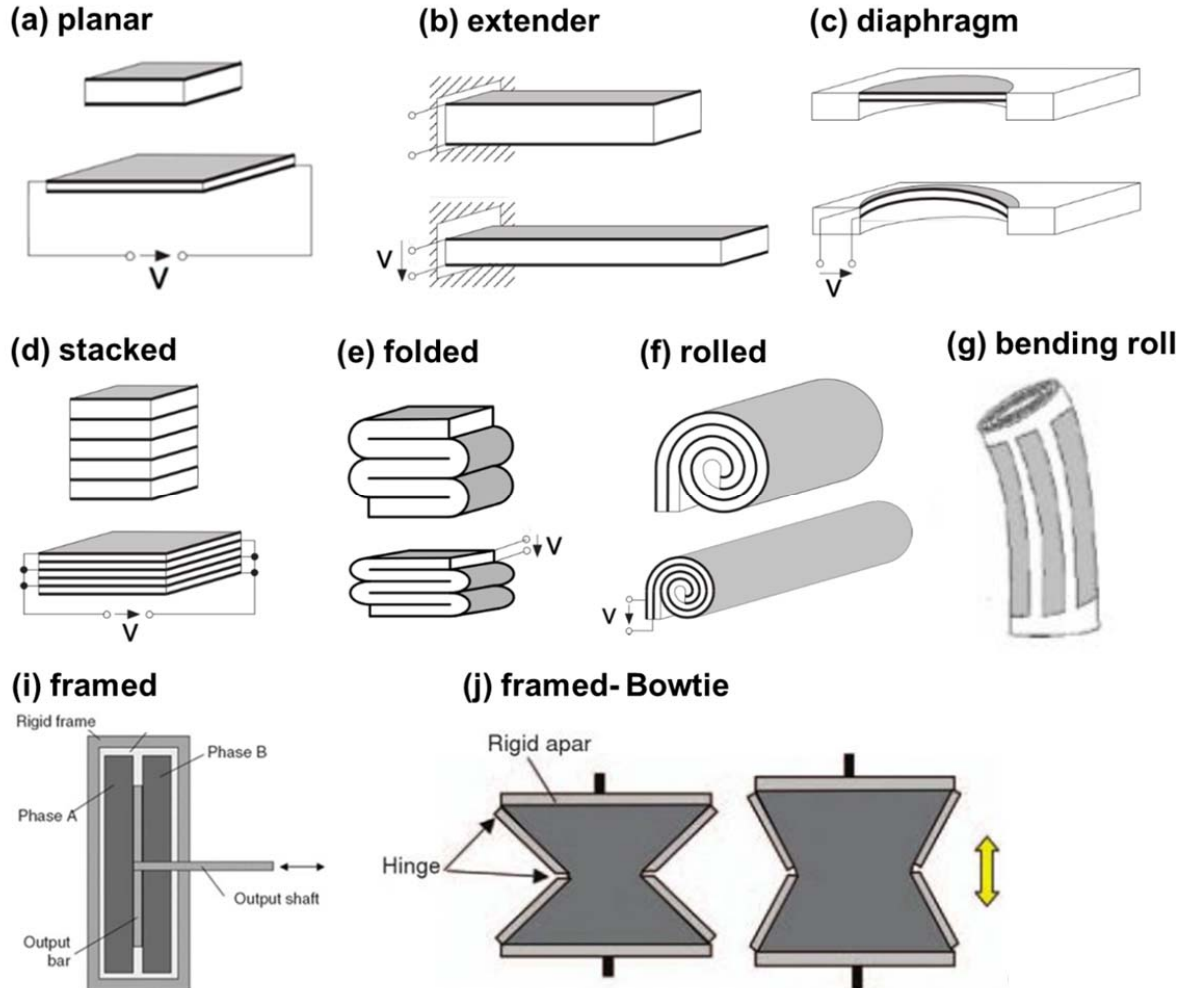 (a) planar
(b) extender
(c) diaphragm
V
V
V
(d) stacked
(e) folded
(f) rolled
(g) bending roll
V
V
V
(i) framed
(j) framed- Bowtie
Rigid frame
Phase B
Phase A
Output shaft
Output
bar
Rigid apar
Hinge